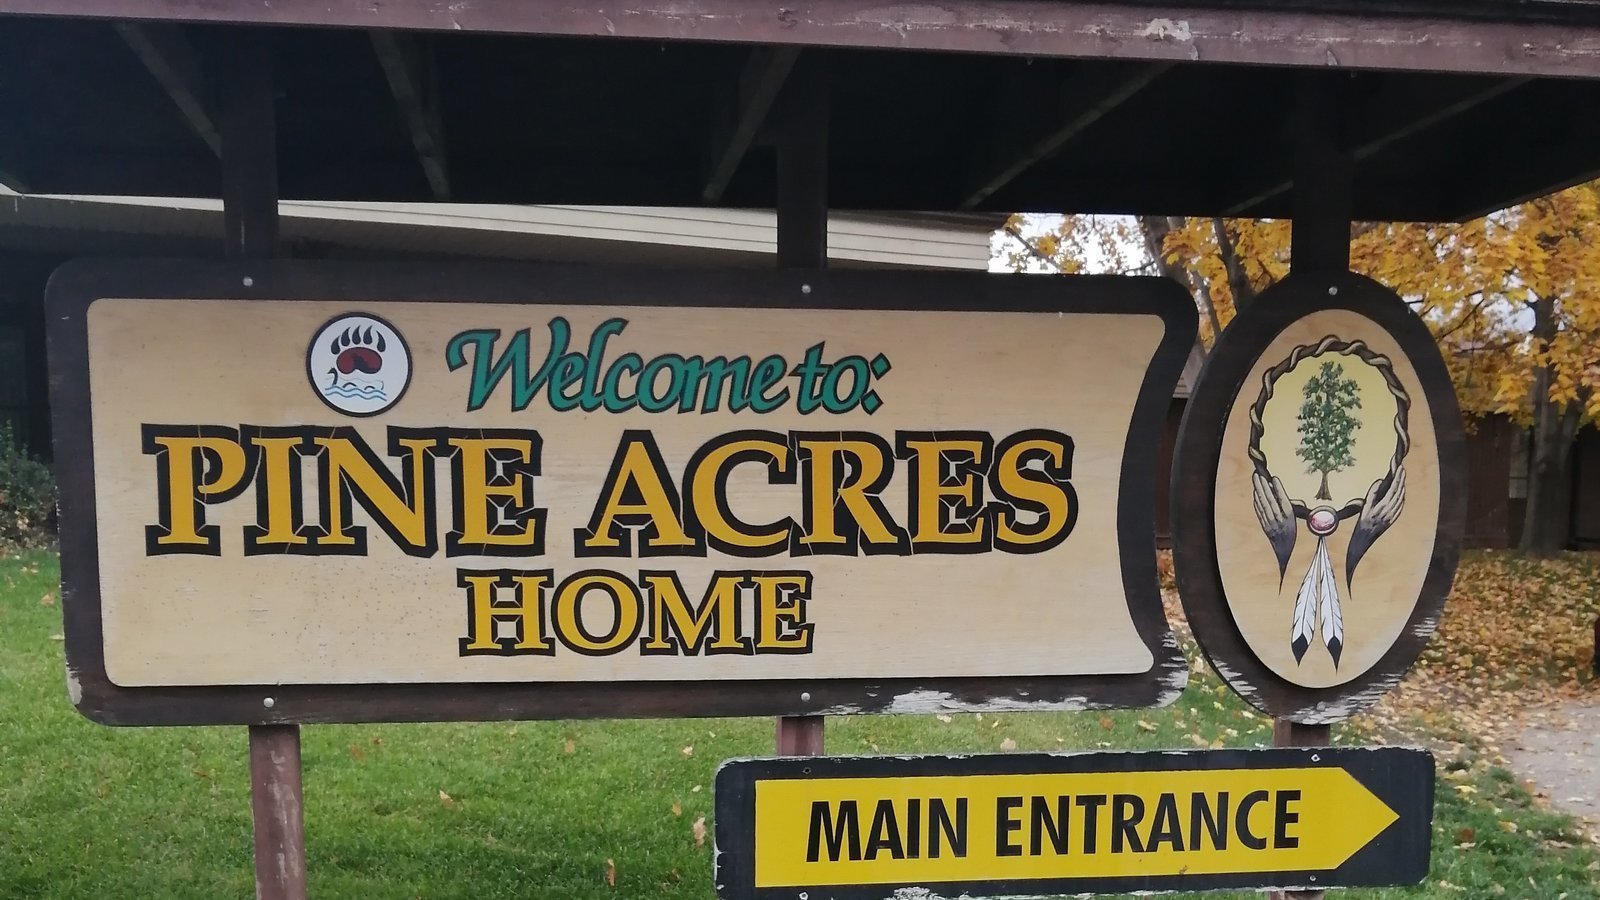 Welcome to:
PINE ACRES
HOME
MAIN ENTRANCE